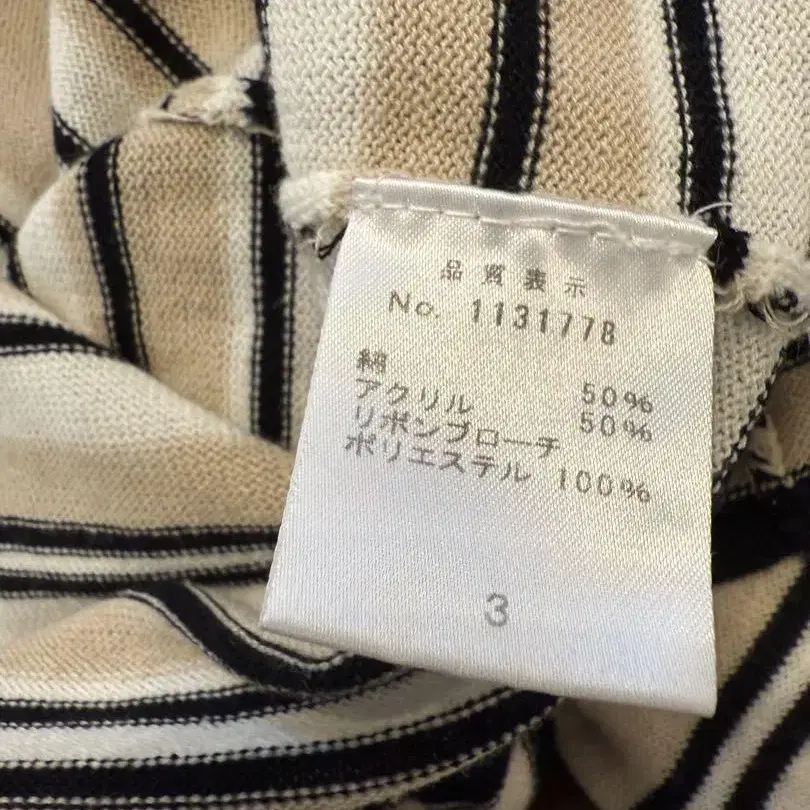 品質表示
No. 1131778
綿 50%
アクリル 50%
リボンブローチ
ポリエステル 100%
3